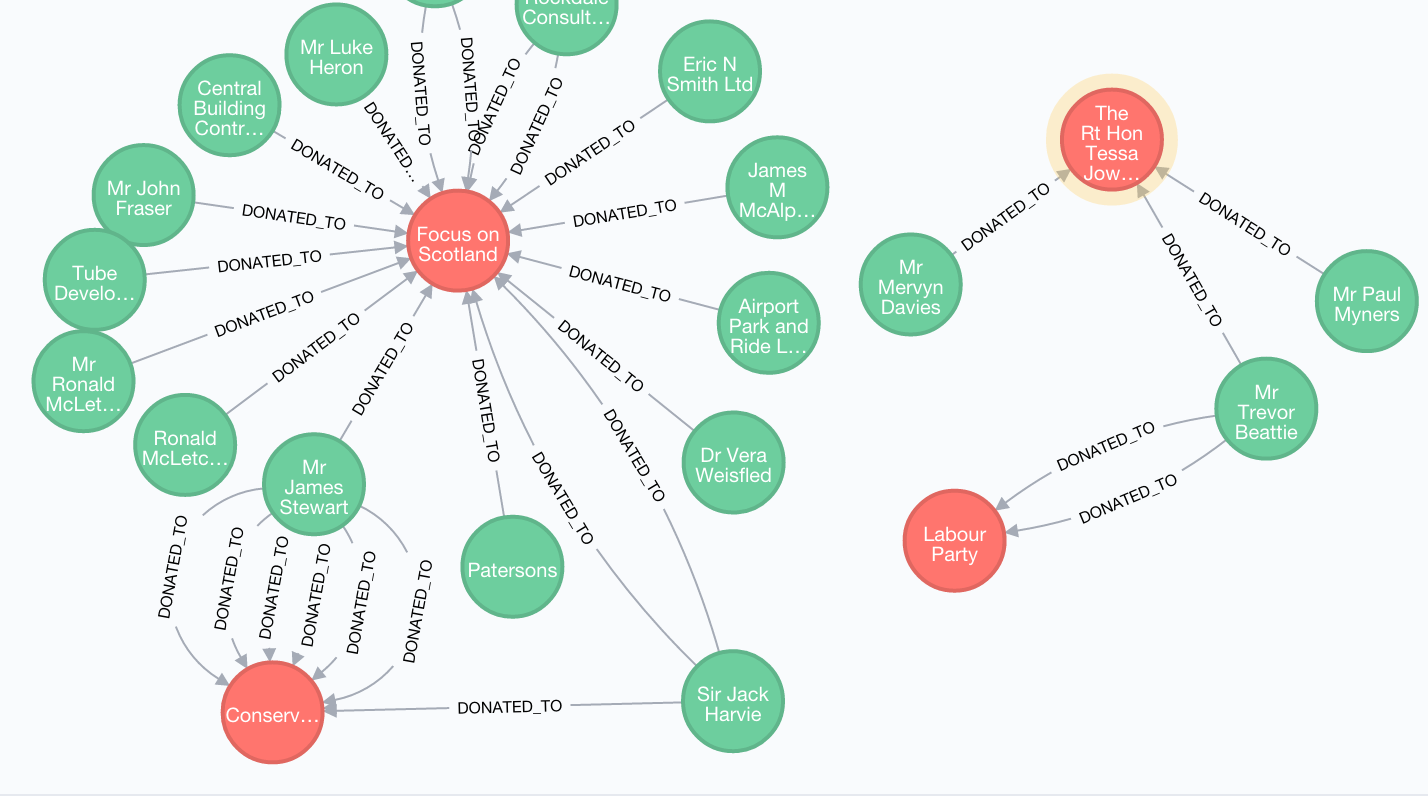 Rockdale
Consult…
Mr Luke
Heron
DONATED_TO
DONATED_TO
DONATED_TO
DONATED_TO
Eric N
Smith Ltd
Central
Building
Contr…
DONATED…
DONATED_TO
DONATED_TO
The
Rt Hon
Tessa
Jow…
Mr John
Fraser
DONATED_TO
James
M
McAlp…
DONATED_TO
DONATED_TO
DONATED_TO
Focus on
Scotland
Tube
Develo…
DONATED_TO
DONATED_TO
DONATED_TO
Mr
Mervyn
Davies
Mr Paul
Myners
Airport
Park and
Ride L…
DONATED_TO
Mr
Ronald
McLet…
DONATED_TO
DONATED_TO
DONATED_TO
DONATED_TO
DONATED_TO
Mr
Trevor
Beattie
Ronald
McLetc…
Dr Vera
Weisfled
DONATED_TO
DONATED_TO
Mr
James
Stewart
DONATED_TO
DONATED_TO
Labour
Party
Patersons
DONATED_TO
DONATED_TO
DONATED_TO
DONATED_TO
DONATED_TO
DONATED_TO
Conserv…
DONATED_TO
Sir Jack
Harvie